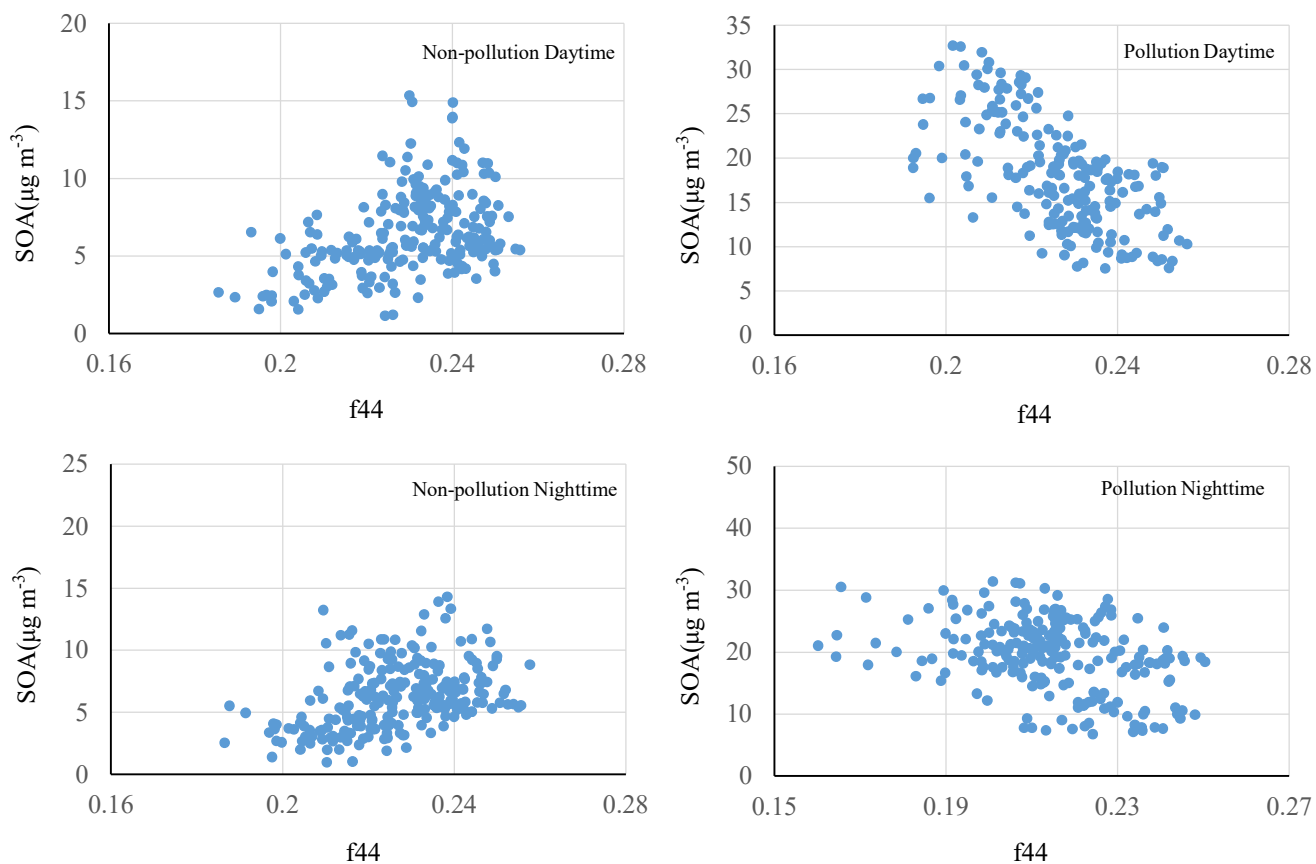 20
Non-pollution Daytime
15
10
5
0
SOA(μg m⁻³)
0.16 0.2 0.24 0.28
f44
35
Pollution Daytime
30
25
20
15
10
5
0
SOA(μg m⁻³)
0.16 0.2 0.24 0.28
f44
25
Non-pollution Nighttime
20
15
10
5
0
SOA(μg m⁻³)
0.16 0.2 0.24 0.28
f44
50
Pollution Nighttime
40
30
20
10
0
SOA(μg m⁻³)
0.15 0.19 0.23 0.27
f44